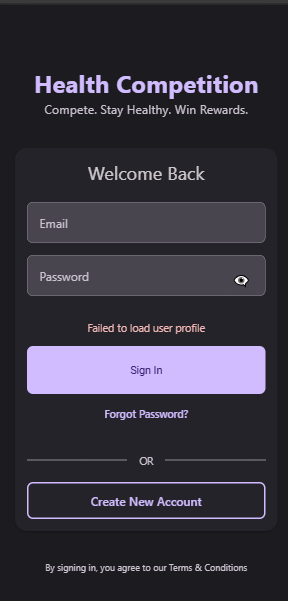 Health Competition
Compete. Stay Healthy. Win Rewards.
Welcome Back
Email
Password
Failed to load user profile
Sign In
Forgot Password?
OR
Create New Account
By signing in, you agree to our Terms & Conditions